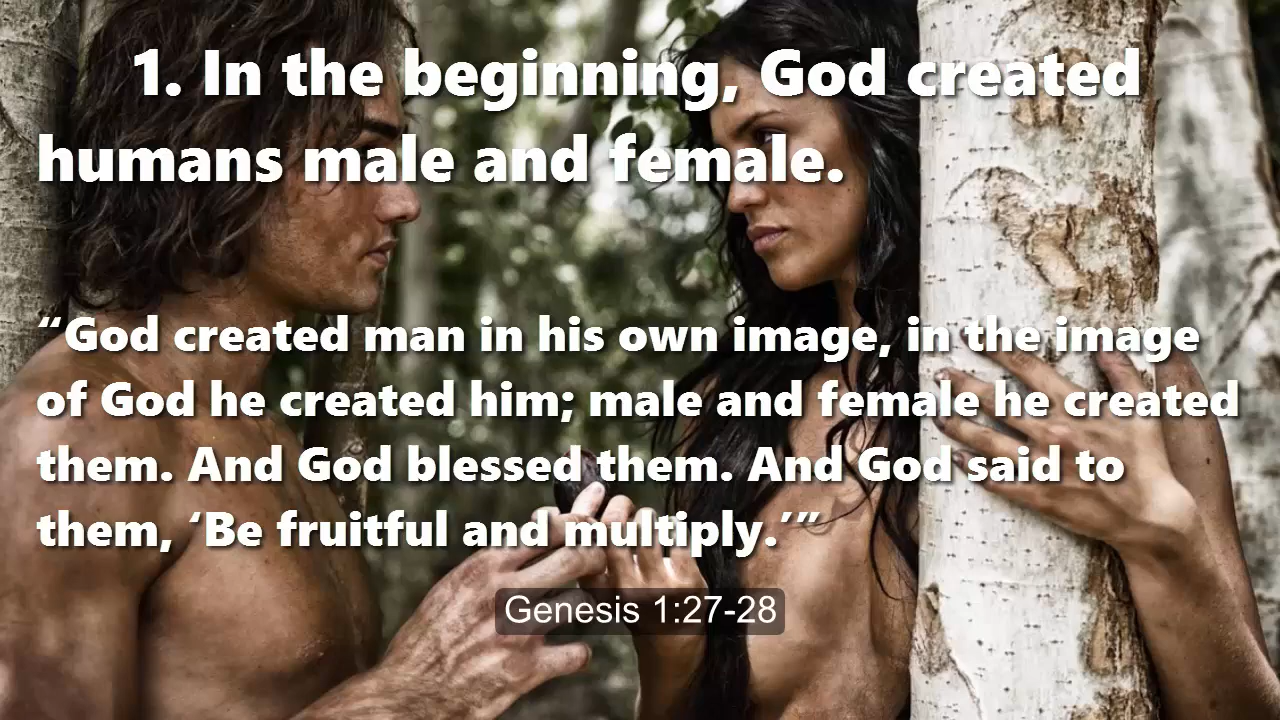 1. In the beginning, God created
humans male and female.
“God created man in his own image, in the image
of God he created him; male and female he created
them. And God blessed them. And God said to
them, ‘Be fruitful and multiply.’”
Genesis 1:27-28